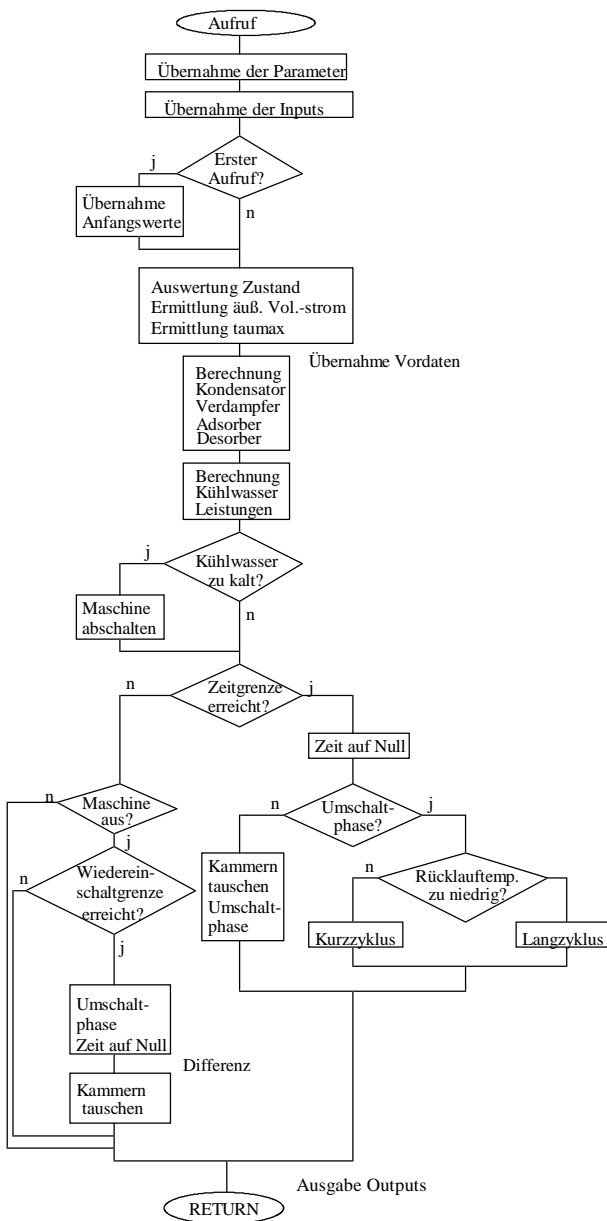 Aufruf
Übernahme der Parameter
Übernahme der Inputs
j
Erster
Aufruf?
Übernahme
Anfangswerte
n
Auswertung Zustand
Ermittlung äuß. Vol.-strom
Ermittlung taumax
Übernahme Vordaten
Berechnung
Kondensator
Verdampfer
Adsorber
Desorber
Berechnung
Kühlwasser
Leistungen
j
Kühlwasser
zu kalt?
Maschine
abschalten
n
n
Zeitgrenze
erreicht?
j
Zeit auf Null
n
Maschine
aus?
j
n
Umschalt-
phase?
j
n
Wiederein-
schaltgrenze
erreicht?
j
Kammern
tauschen
Umschalt-
phase
n
Rücklauftemp.
zu niedrig?
j
Kurzzyklus
Langzyklus
Umschalt-
phase
Zeit auf Null
Differenz
Kammern
tauschen
Ausgabe Outputs
RETURN